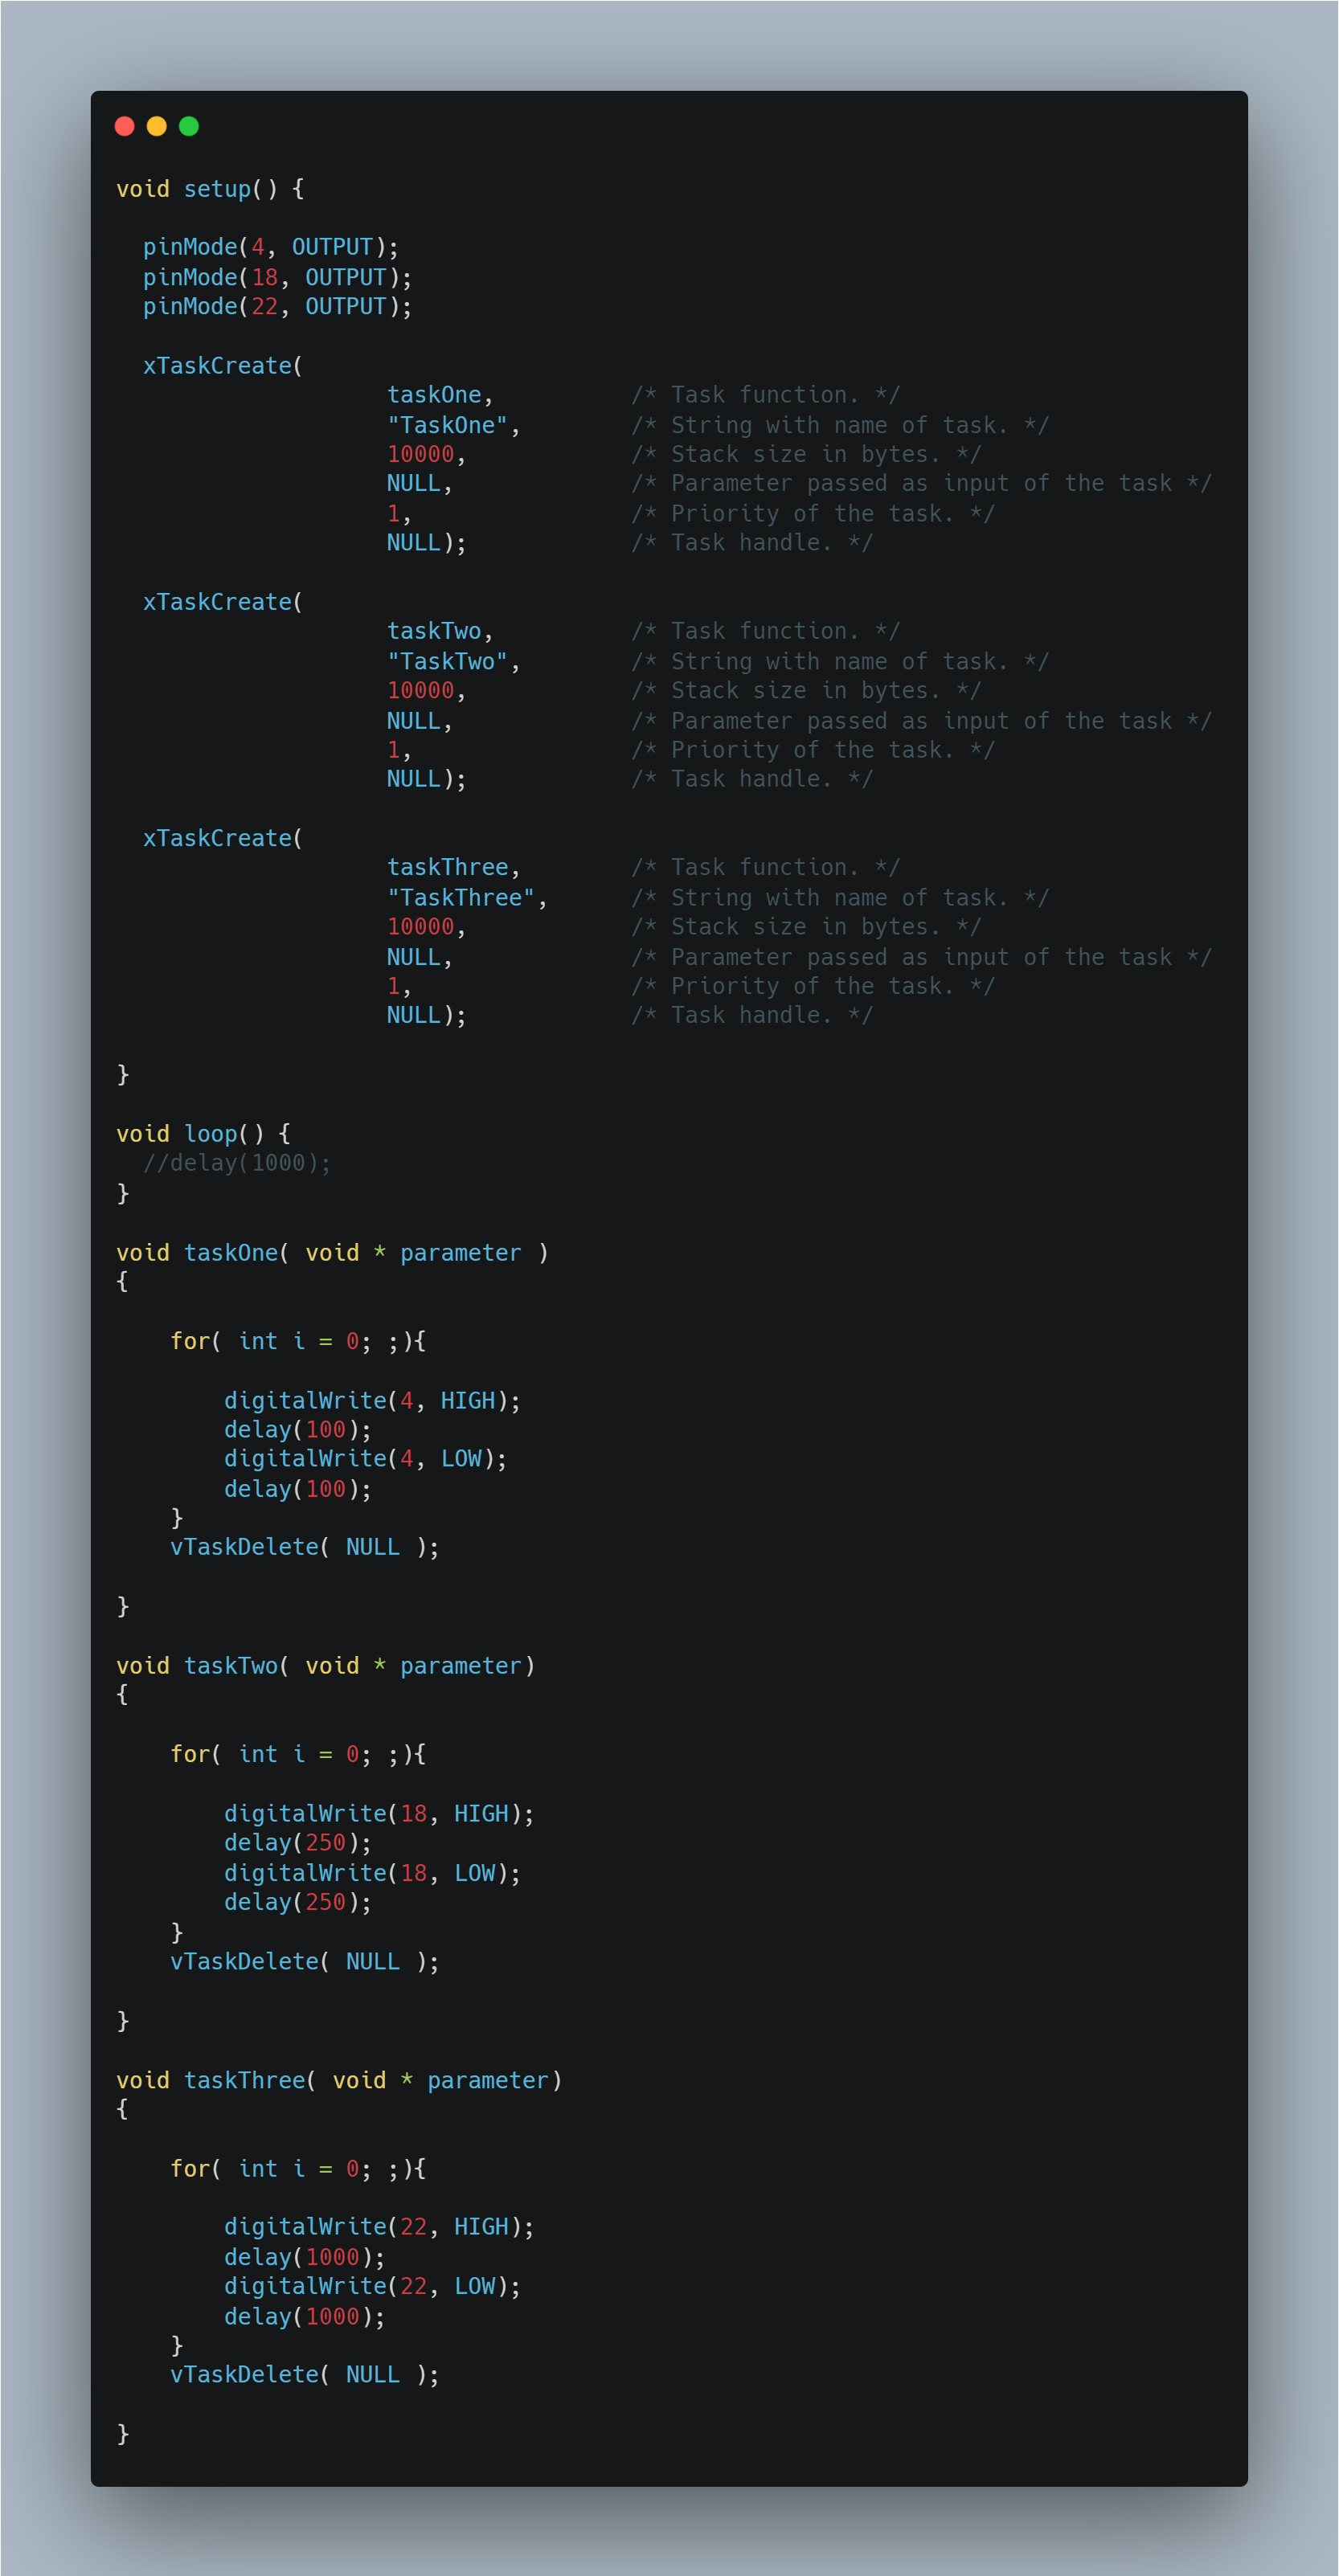 void setup() {
  pinMode(4, OUTPUT);
  pinMode(18, OUTPUT);
  pinMode(22, OUTPUT);
  xTaskCreate(
                    taskOne,          /* Task function. */
                    "TaskOne",        /* String with name of task. */
                    10000,            /* Stack size in bytes. */
                    NULL,             /* Parameter passed as input of the task */
                    1,                /* Priority of the task. */
                    NULL);            /* Task handle. */
  xTaskCreate(
                    taskTwo,          /* Task function. */
                    "TaskTwo",        /* String with name of task. */
                    10000,            /* Stack size in bytes. */
                    NULL,             /* Parameter passed as input of the task */
                    1,                /* Priority of the task. */
                    NULL);            /* Task handle. */
  xTaskCreate(
                    taskThree,        /* Task function. */
                    "TaskThree",      /* String with name of task. */
                    10000,            /* Stack size in bytes. */
                    NULL,             /* Parameter passed as input of the task */
                    1,                /* Priority of the task. */
                    NULL);            /* Task handle. */
}
void loop() {
  //delay(1000);
}
void taskOne( void * parameter )
{
    for( int i = 0; ;){
        digitalWrite(4, HIGH);
        delay(100);
        digitalWrite(4, LOW);
        delay(100);
    }
    vTaskDelete( NULL );
}
void taskTwo( void * parameter)
{
    for( int i = 0; ;){
        digitalWrite(18, HIGH);
        delay(250);
        digitalWrite(18, LOW);
        delay(250);
    }
    vTaskDelete( NULL );
}
void taskThree( void * parameter)
{
    for( int i = 0; ;){
        digitalWrite(22, HIGH);
        delay(1000);
        digitalWrite(22, LOW);
        delay(1000);
    }
    vTaskDelete( NULL );
}